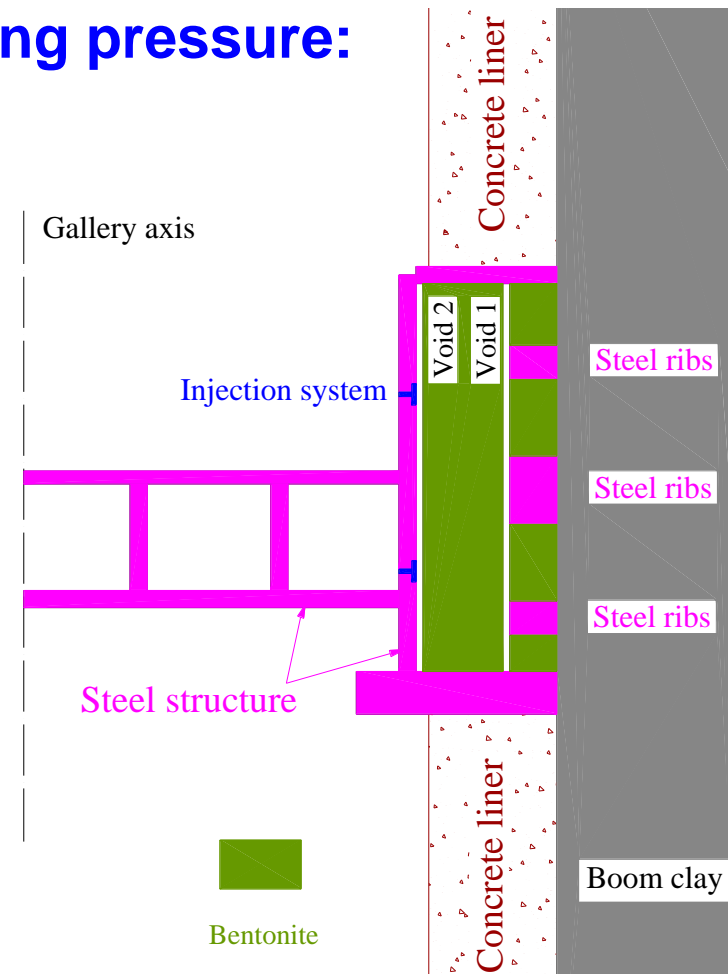 ng pressure:
Concrete liner
Gallery axis
Void 2
Void 1
Steel ribs
Injection system
Steel ribs
Steel ribs
Steel structure
Concrete liner
Boom clay
Bentonite